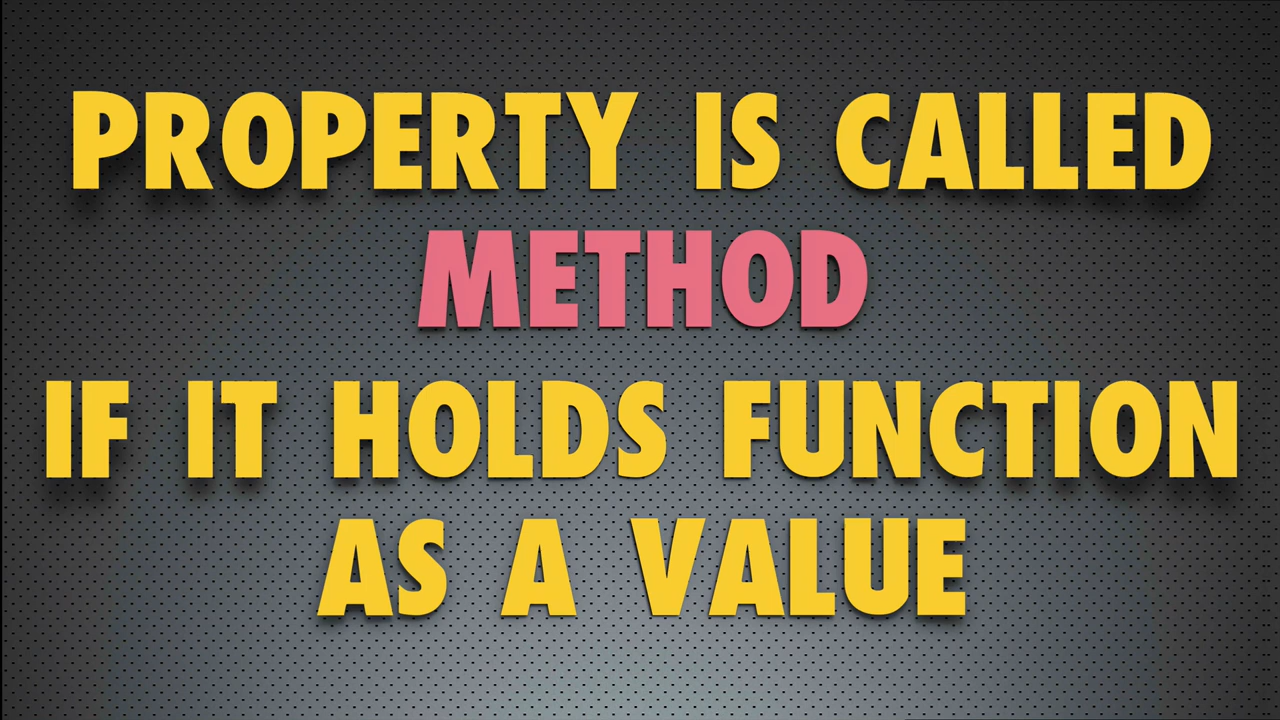 PROPERTY IS CALLED
METHOD
IF IT HOLDS FUNCTION
AS A VALUE